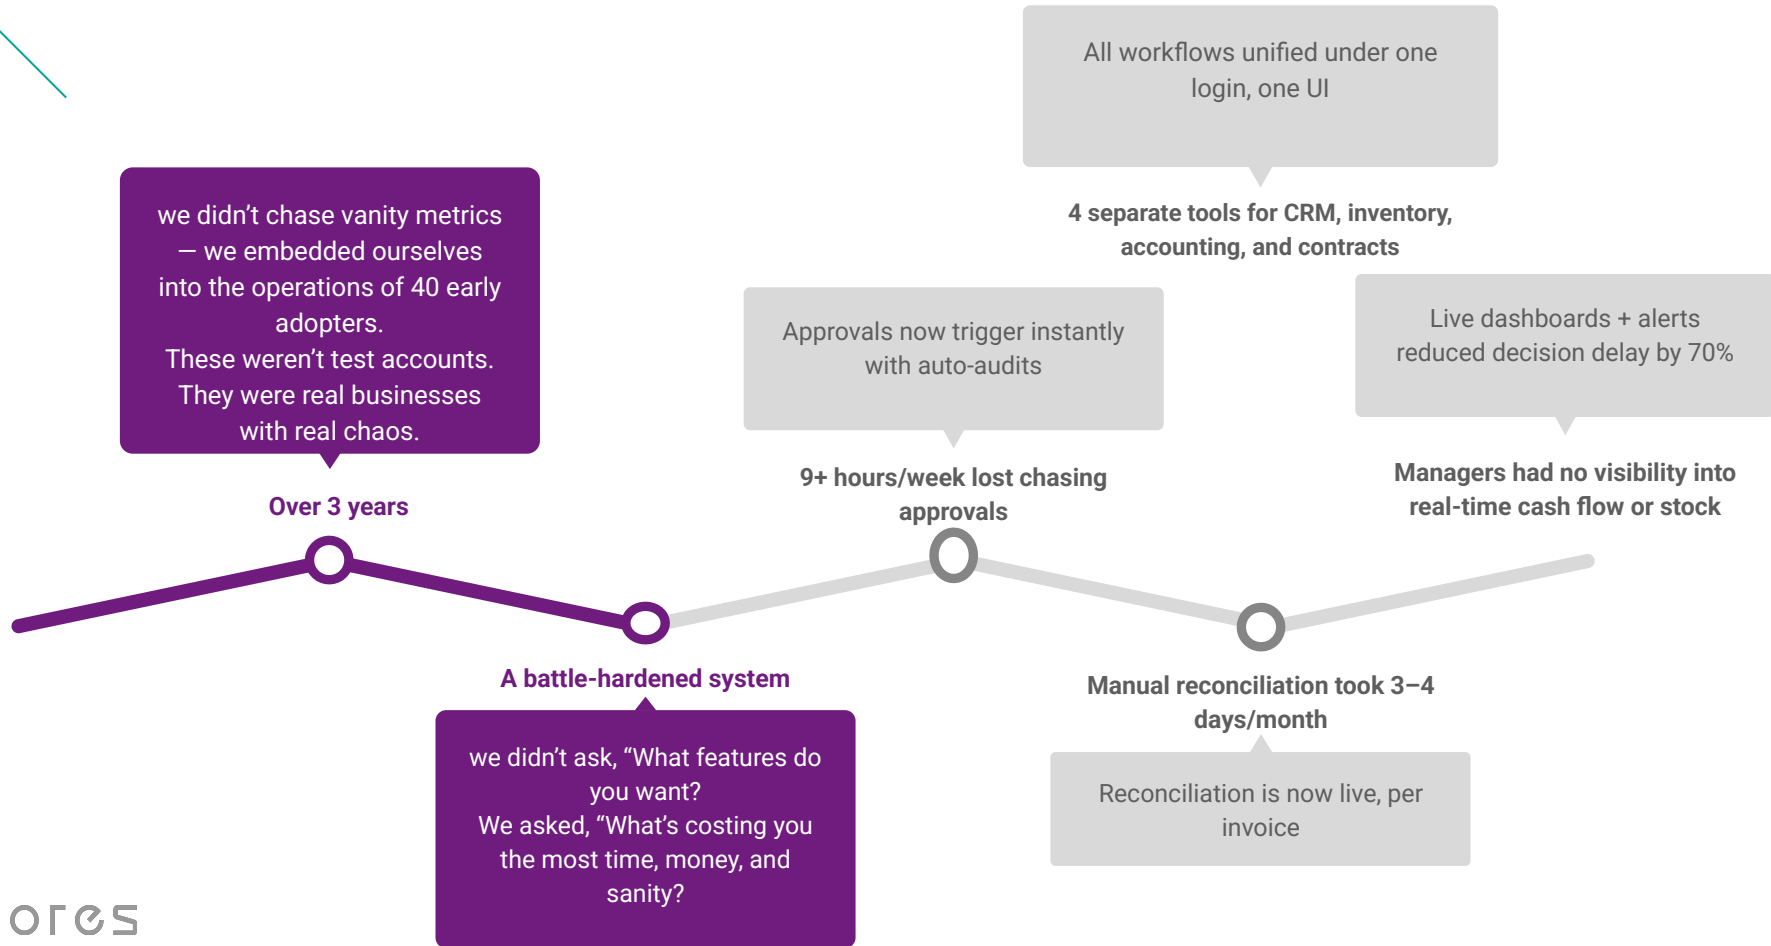 we didn’t chase vanity metrics
— we embedded ourselves
into the operations of 40 early
adopters.
These weren’t test accounts.
They were real businesses
with real chaos.
Over 3 years
A battle-hardened system
we didn’t ask, “What features do
you want?
We asked, “What’s costing you
the most time, money, and
sanity?
Approvals now trigger instantly
with auto-audits
9+ hours/week lost chasing
approvals
All workflows unified under one
login, one UI
4 separate tools for CRM, inventory,
accounting, and contracts
Manual reconciliation took 3–4
days/month
Reconciliation is now live, per
invoice
Live dashboards + alerts
reduced decision delay by 70%
Managers had no visibility into
real-time cash flow or stock
ores